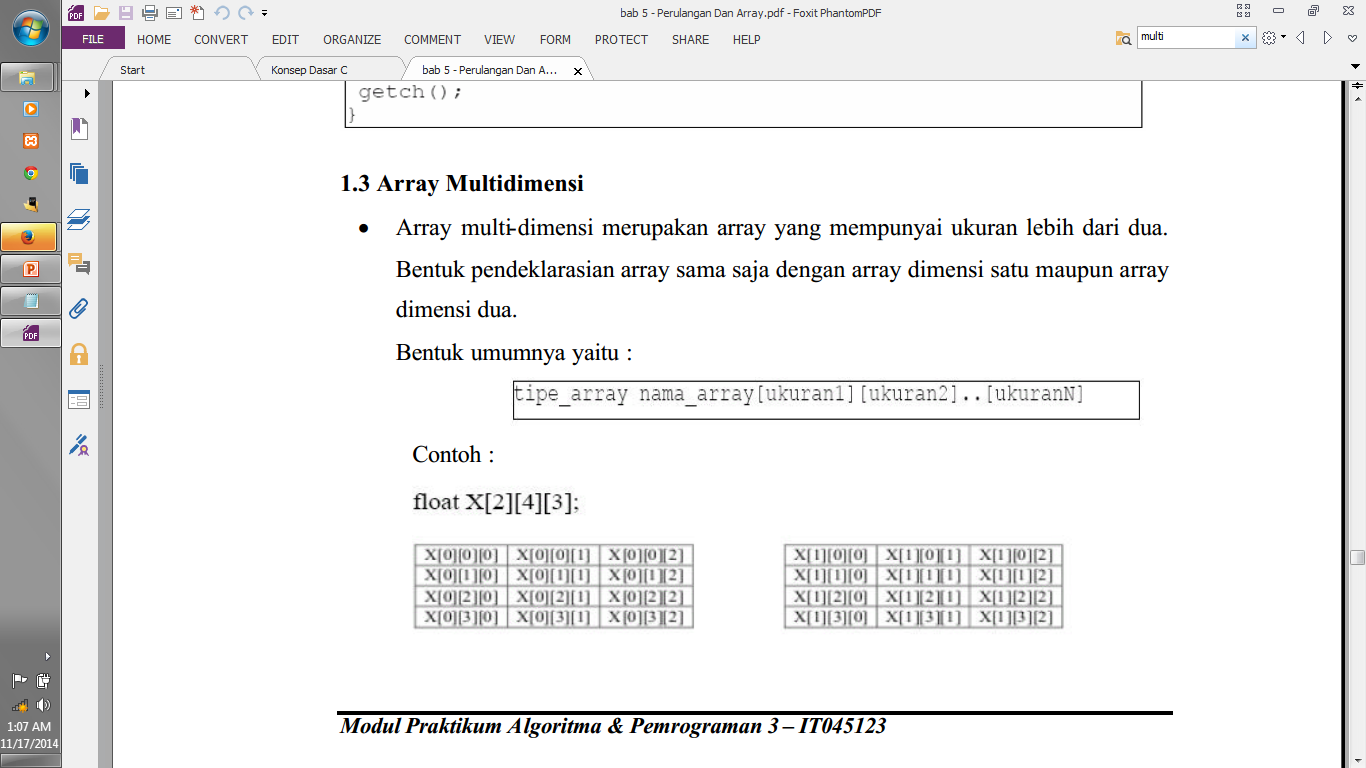 bab 5 - Perulangan Dan Array.pdf - Foxit PhantomPDF
FILE HOME CONVERT EDIT ORGANIZE COMMENT VIEW FORM PROTECT SHARE HELP
multi
Start Konsep Dasar C bab 5 - Perulangan Dan A...
getch();
}
1.3 Array Multidimensi
• Array multi-dimensi merupakan array yang mempunyai ukuran lebih dari dua.
Bentuk pendeklarasian array sama saja dengan array dimensi satu maupun array
dimensi dua.
Bentuk umumnya yaitu :
tipe_array nama_array[ukuran1][ukuran2]..[ukuranN]
Contoh :
float X[2][4][3];
X[0][0][0] X[0][0][1] X[0][0][2] X[1][0][0] X[1][0][1] X[1][0][2]
X[0][1][0] X[0][1][1] X[0][1][2] X[1][1][0] X[1][1][1] X[1][1][2]
X[0][2][0] X[0][2][1] X[0][2][2] X[1][2][0] X[1][2][1] X[1][2][2]
X[0][3][0] X[0][3][1] X[0][3][2] X[1][3][0] X[1][3][1] X[1][3][2]
Modul Praktikum Algoritma & Pemrograman 3 – IT045123
1:07 AM
11/17/2014